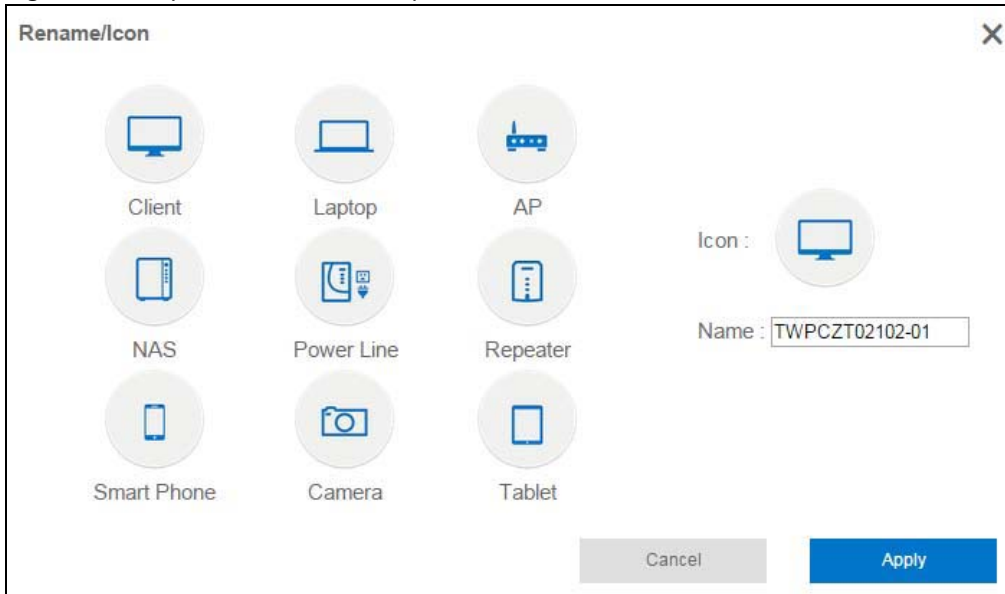 Rename/Icon
Client
Laptop
AP
NAS
Power Line
Repeater
Smart Phone
Camera
Tablet
Icon :
Name : TWPCZT02102-01
Cancel
Apply